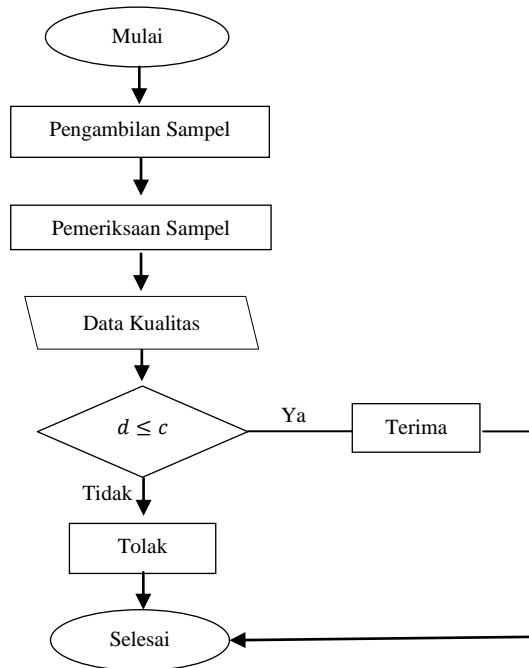 Mulai
Pengambilan Sampel
Pemeriksaan Sampel
Data Kualitas
d ≤ c
Ya
Terima
Tidak
Tolak
Selesai